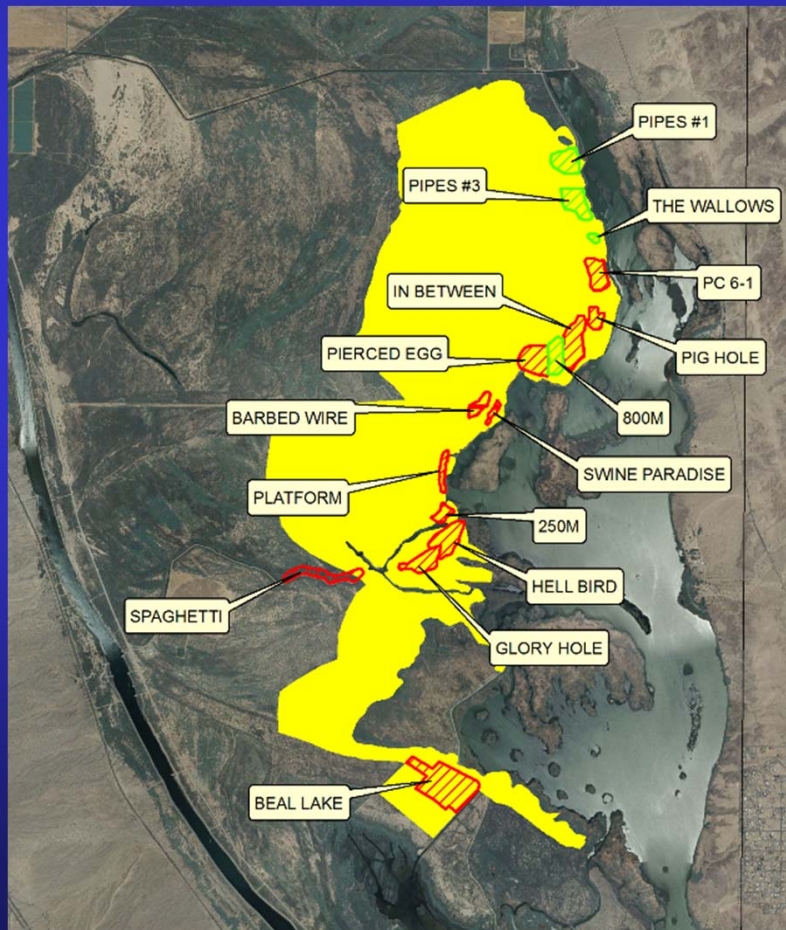 PIPES #1
PIPES #3
THE WALLOWS
PC 6-1
IN BETWEEN
PIG HOLE
PIERCED EGG
BARBED WIRE
800M
SWINE PARADISE
PLATFORM
250M
HELL BIRD
SPAGHETTI
GLORY HOLE
BEAL LAKE